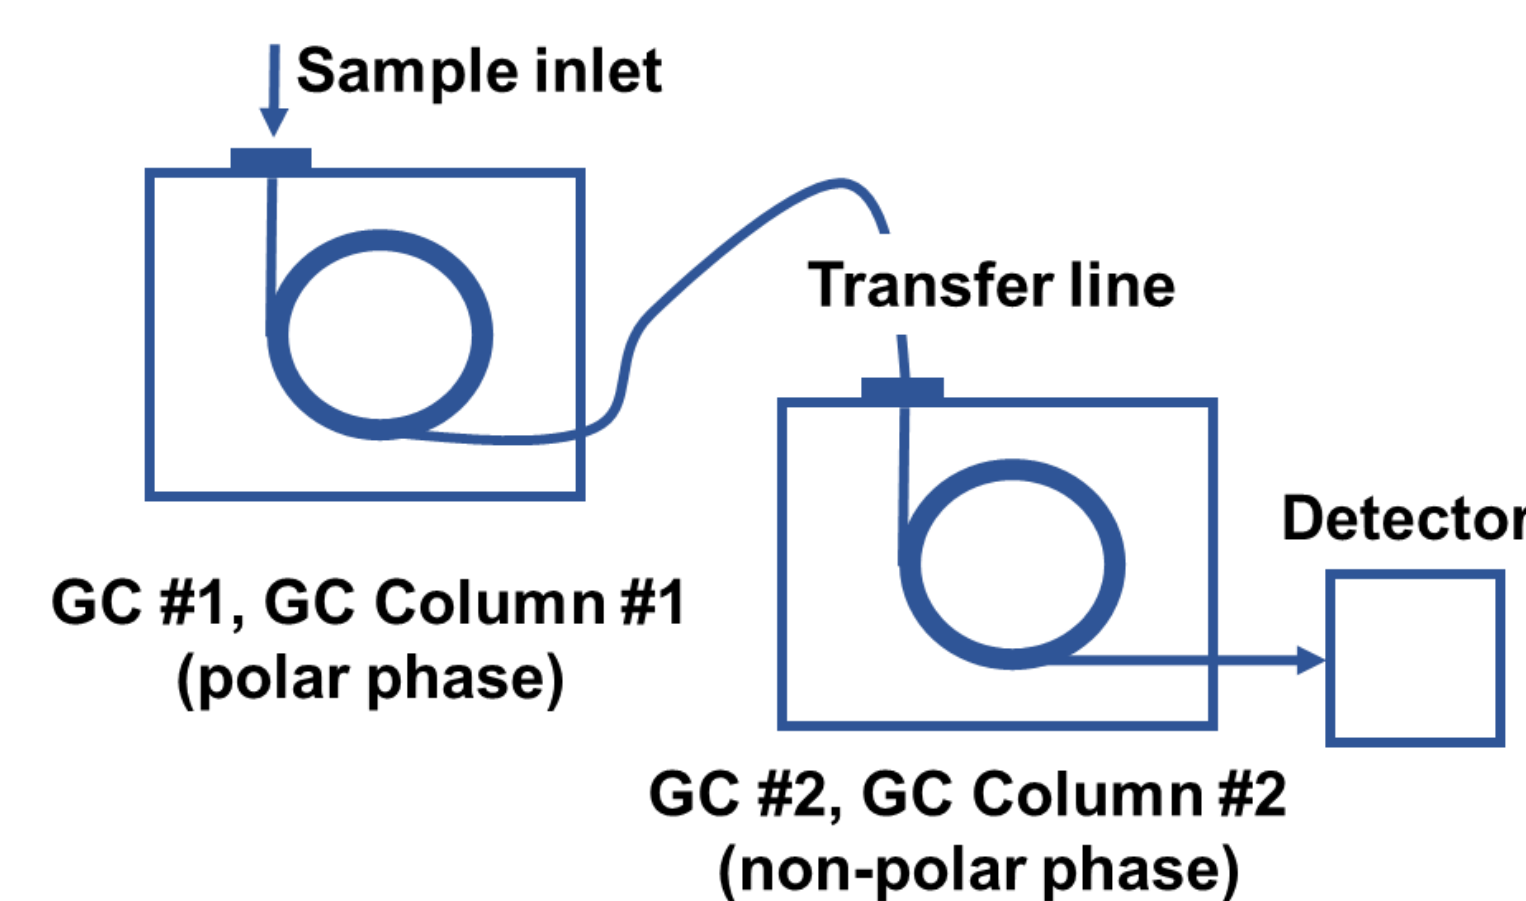 Sample inlet
Transfer line
Detector
GC #1, GC Column #1
(polar phase)
GC #2, GC Column #2
(non-polar phase)